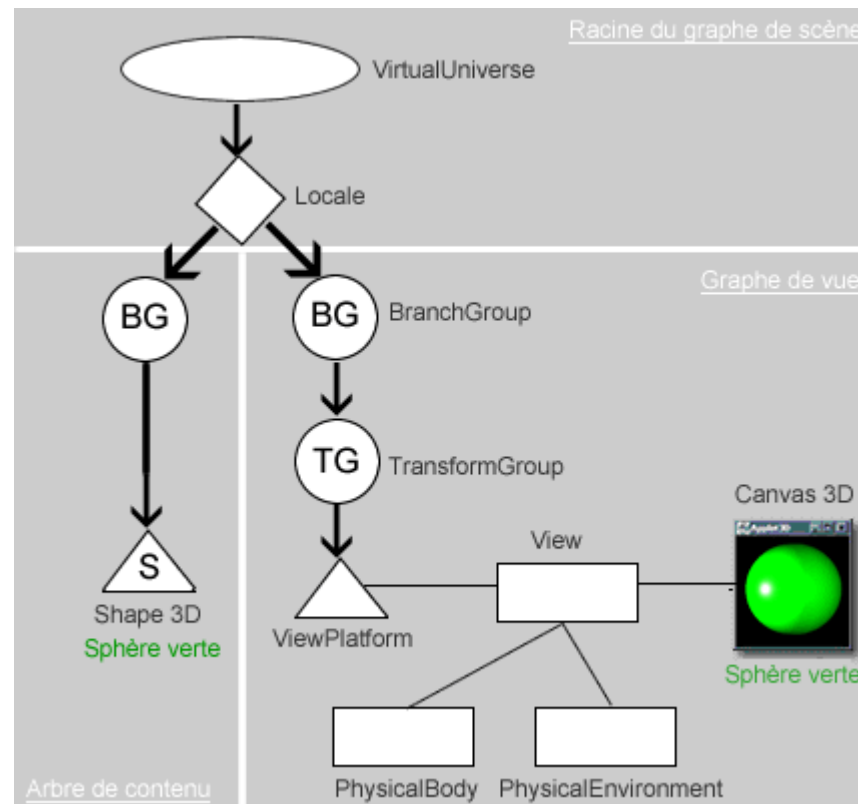 Racine du graphe de scène
VirtualUniverse
Locale
Graphe de vue
BG
BG
BranchGroup
TG
TransformGroup
Canvas 3D
View
S
Shape 3D
Sphère verte
ViewPlatform
Sphère verte
PhysicalBody
PhysicalEnvironment
Arbre de contenu